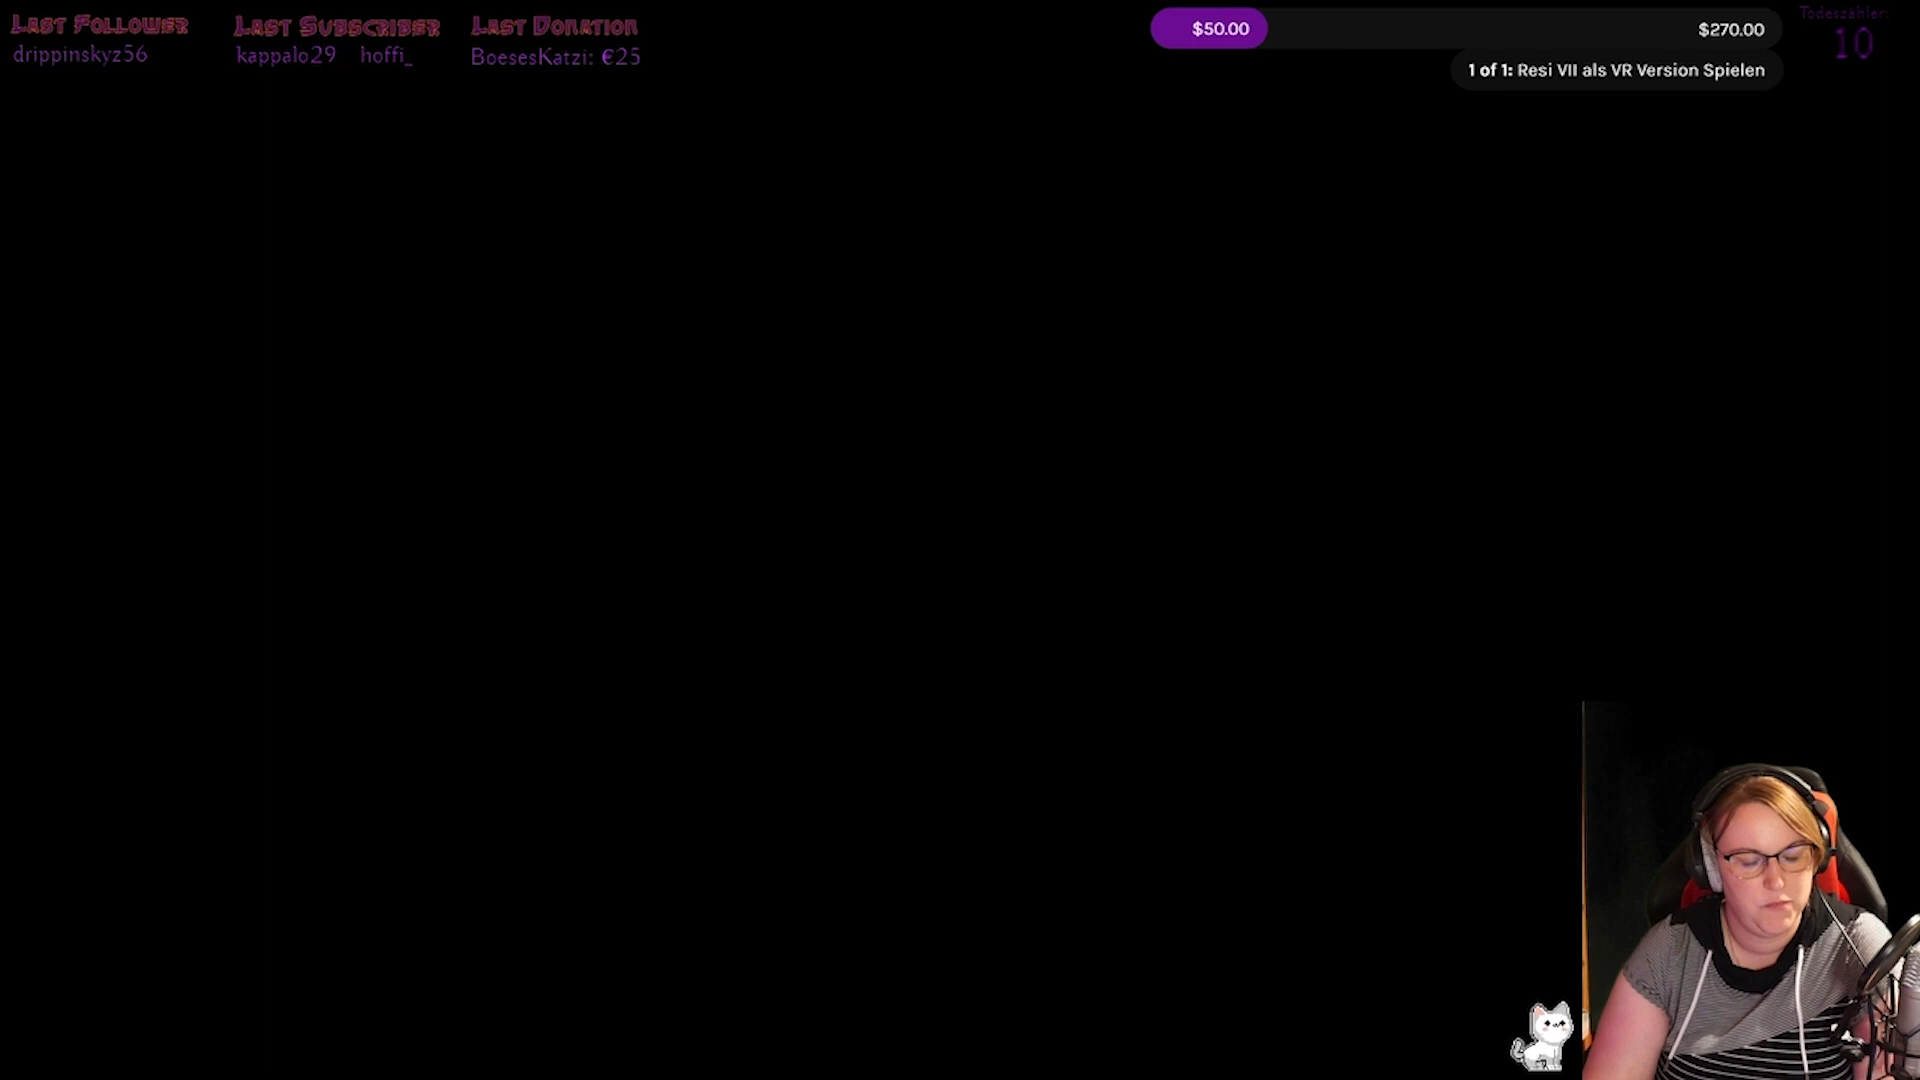 Last Follower
drippinskyz56
Last Subscriber
kappalo29 hoffi_
Last Donation
BoesesKatzi: €25
$50.00
$270.00
1 of 1: Resi VII als VR Version Spielen
Todeszähler:
10